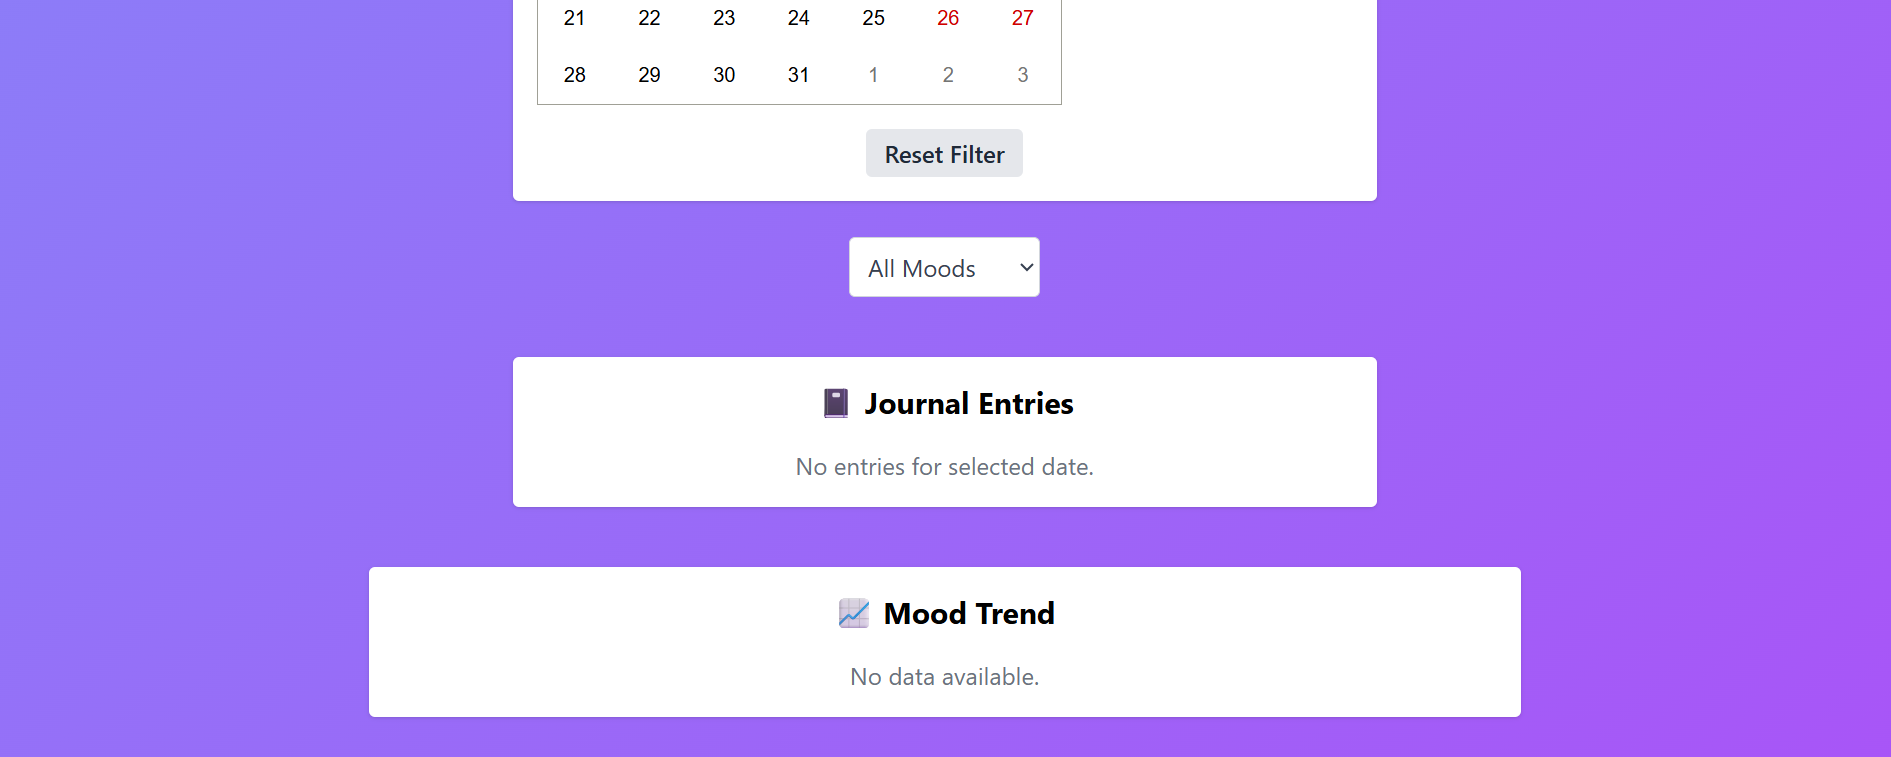 21 22 23 24 25 26 27
28 29 30 31 1 2 3
Reset Filter
All Moods
Journal Entries
No entries for selected date.
Mood Trend
No data available.